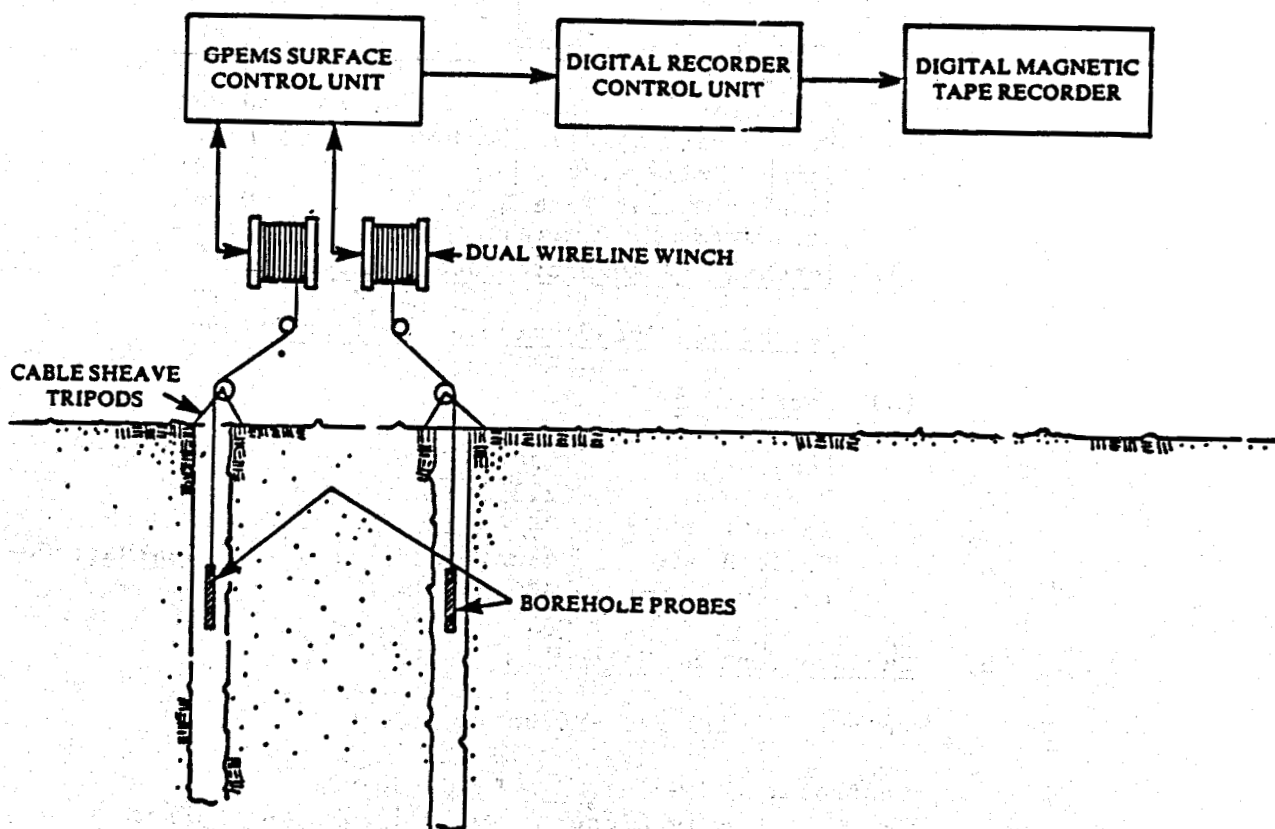 GPEMS SURFACE
CONTROL UNIT
DIGITAL RECORDER
CONTROL UNIT
DIGITAL MAGNETIC
TAPE RECORDER
DUAL WIRELINE WINCH
CABLE SHEAVE
TRIPODS
BOREHOLE PROBES